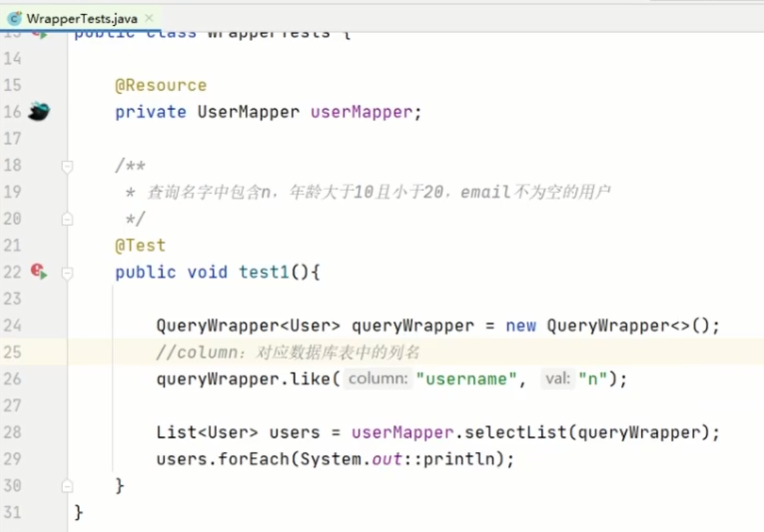 WrapperTests.java
13 public class WrapperTests {
14
15 @Resource
16 private UserMapper userMapper;
17
18 /**
19 * 查询名字中包含n，年龄大于10且小于20，email不为空的用户
20 */
21 @Test
22 public void test1(){
23
24 QueryWrapper<User> queryWrapper = new QueryWrapper<>();
25 //column：对应数据库表中的列名
26 queryWrapper.like( column: "username", val: "n");
27
28 List<User> users = userMapper.selectList(queryWrapper);
29 users.forEach(System.out::println);
30 }
31 }